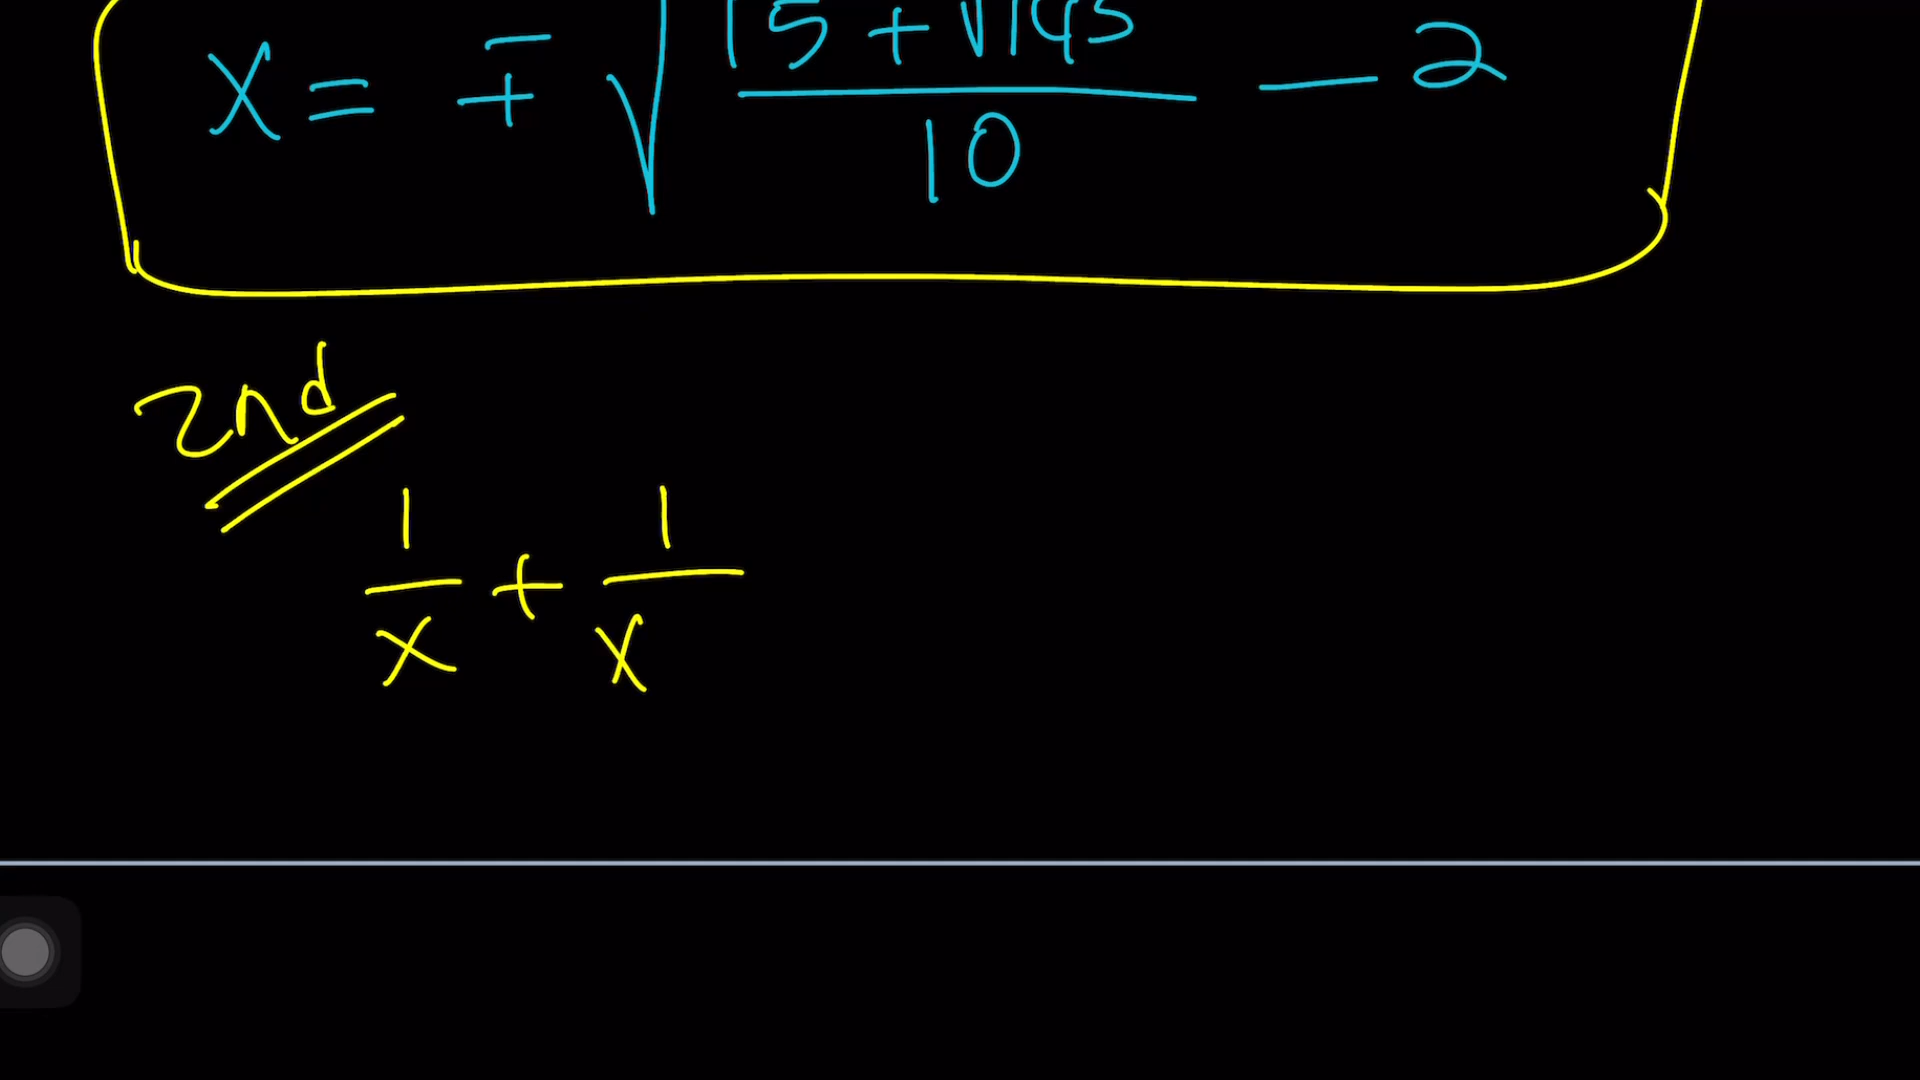 x = ∓ √ 15 + √145 / 10 − 2
2nd
1/x + 1/x